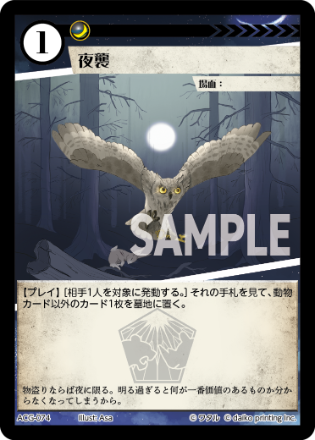 1
夜襲
場面：
SAMPLE
【プレイ】[相手1人を対象に発動する。]それの手札を見て、動物
カード以外のカード1枚を墓地に置く。
物盗りならば夜に限る。明る過ぎると何が一番価値のあるものか分か
らなくなってしまうから。
ACG-074 Illust: Asa ©ワタル ©daiko printing inc.